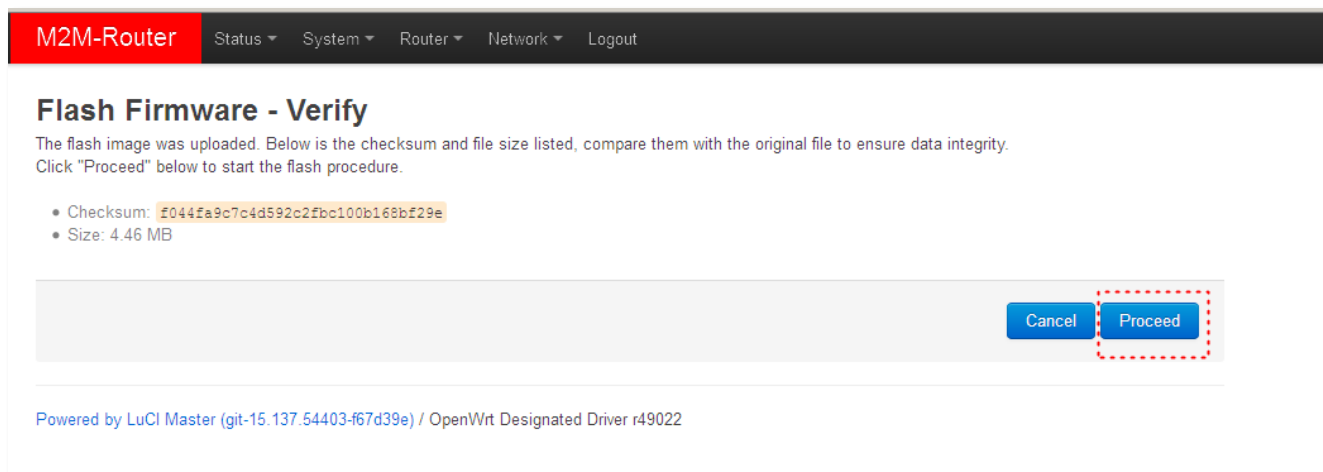 M2M-Router Status System Router Network Logout
Flash Firmware - Verify
The flash image was uploaded. Below is the checksum and file size listed, compare them with the original file to ensure data integrity.
Click "Proceed" below to start the flash procedure.
Checksum: f044fa9c7c4d592c2fbc100b168bf29e
Size: 4.46 MB
Cancel Proceed
Powered by LuCI Master (git-15.137.54403-f67d39e) / OpenWrt Designated Driver r49022